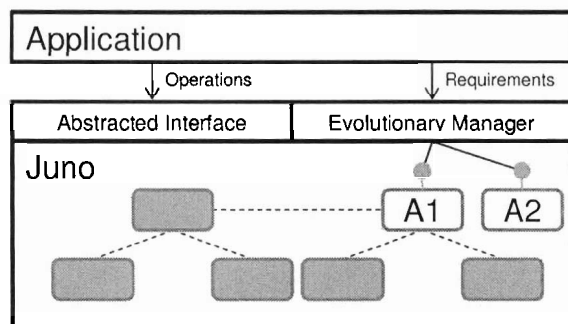 Application
Operations
Requirements
Abstracted Interface
Evolutionary Manager
Juno
A1
A2